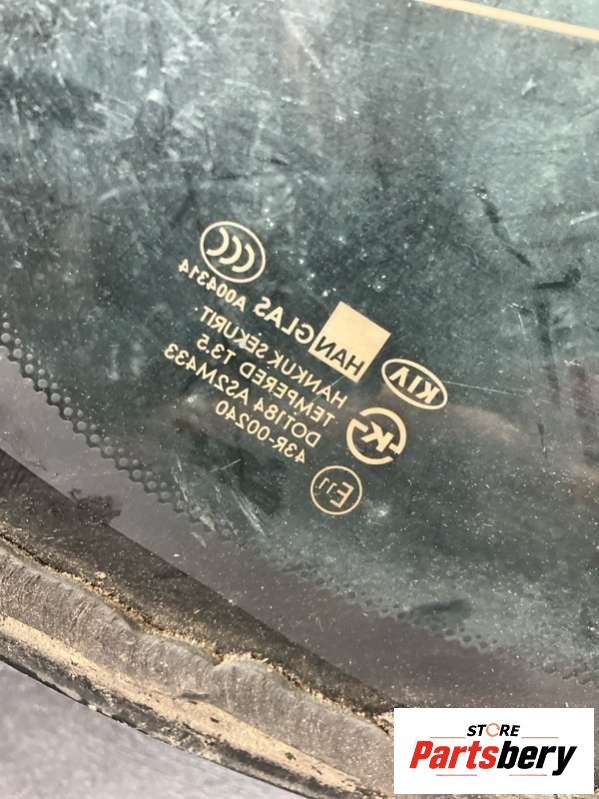 KIA
HANGLAS A004314
HANKUK SEKURIT
TEMPERED T3.5
DOT184 AS2M433
43R-00240
E11
STORE
Partsbery